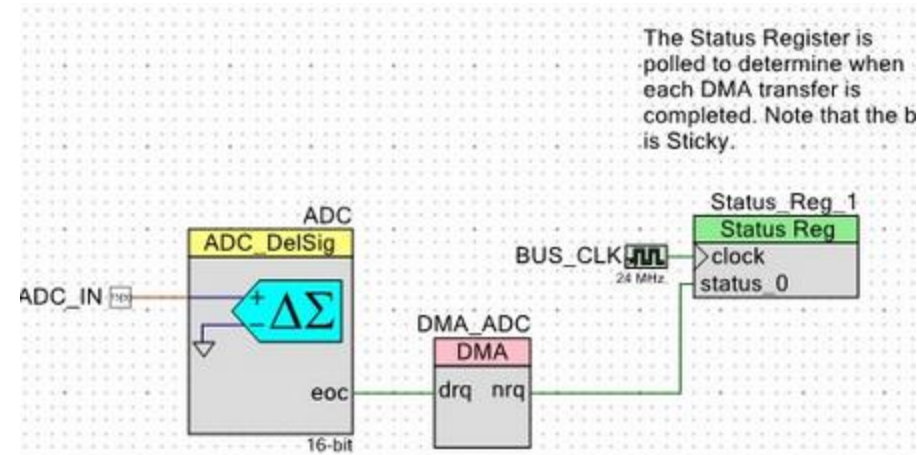 The Status Register is
polled to determine when
each DMA transfer is
completed. Note that the b
is Sticky.
Status_Reg_1
Status Reg
clock
status_0
BUS_CLK
24 MHz
ADC
ADC_DelSig
ADC_IN
+
-
ΔΣ
eoc
16-bit
DMA_ADC
DMA
drq nrq